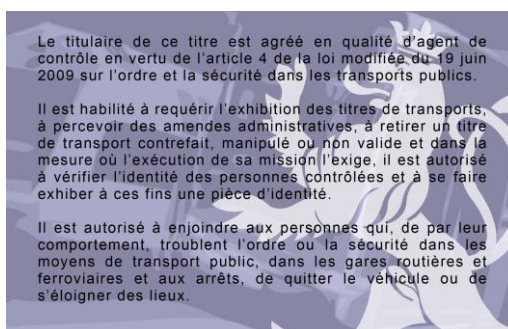 Le titulaire de ce titre est agréé en qualité d'agent de
contrôle en vertu de l'article 4 de la loi modifiée du 19 juin
2009 sur l'ordre et la sécurité dans les transports publics.
Il est habilité à requérir l'exhibition des titres de transports,
à percevoir des amendes administratives, à retirer un titre
de transport contrefait, manipulé ou non valide et dans la
mesure où l'exécution de sa mission l'exige, il est autorisé
à vérifier l'identité des personnes contrôlées et à se faire
exhiber à ces fins une pièce d'identité.
Il est autorisé à enjoindre aux personnes qui, de par leur
comportement, troublent l'ordre ou la sécurité dans les
moyens de transport public, dans les gares routières et
ferroviaires et aux arrêts, de quitter le véhicule ou de
s'éloigner des lieux.